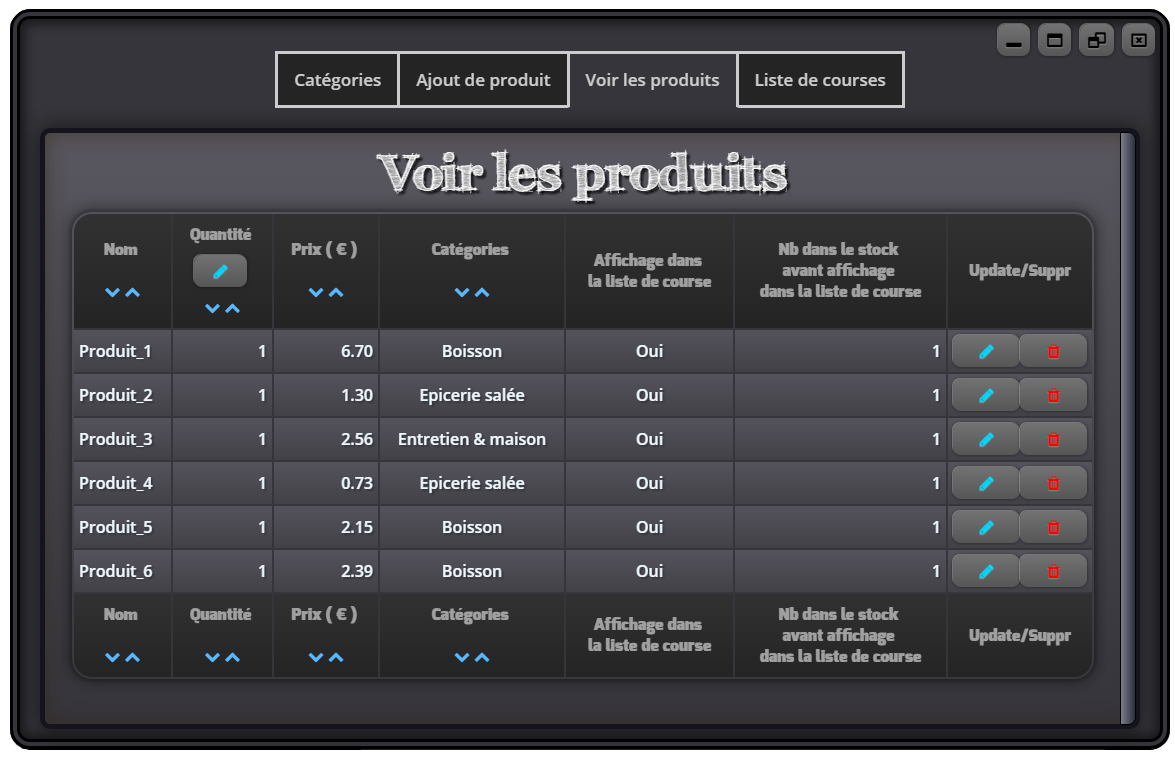 Catégories Ajout de produit Voir les produits Liste de courses
Voir les produits
Nom Quantité Prix ( € ) Catégories Affichage dans la liste de course Nb dans le stock avant affichage dans la liste de course Update/Suppr
Produit_1 1 6.70 Boisson Oui 1
Produit_2 1 1.30 Epicerie salée Oui 1
Produit_3 1 2.56 Entretien & maison Oui 1
Produit_4 1 0.73 Epicerie salée Oui 1
Produit_5 1 2.15 Boisson Oui 1
Produit_6 1 2.39 Boisson Oui 1
Nom Quantité Prix ( € ) Catégories Affichage dans la liste de course Nb dans le stock avant affichage dans la liste de course Update/Suppr